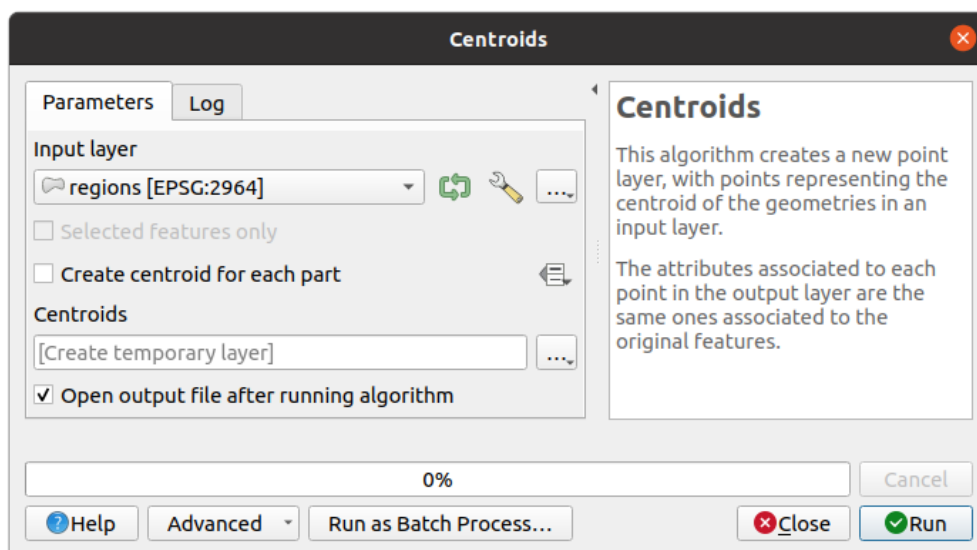 Centroids
Parameters
Log
Input layer
regions [EPSG:2964]
...
Selected features only
Create centroid for each part
Centroids
[Create temporary layer]
...
Open output file after running algorithm
Centroids
This algorithm creates a new point
layer, with points representing the
centroid of the geometries in an
input layer.
The attributes associated to each
point in the output layer are the
same ones associated to the
original features.
0%
Cancel
Help
Advanced
Run as Batch Process...
Close
Run